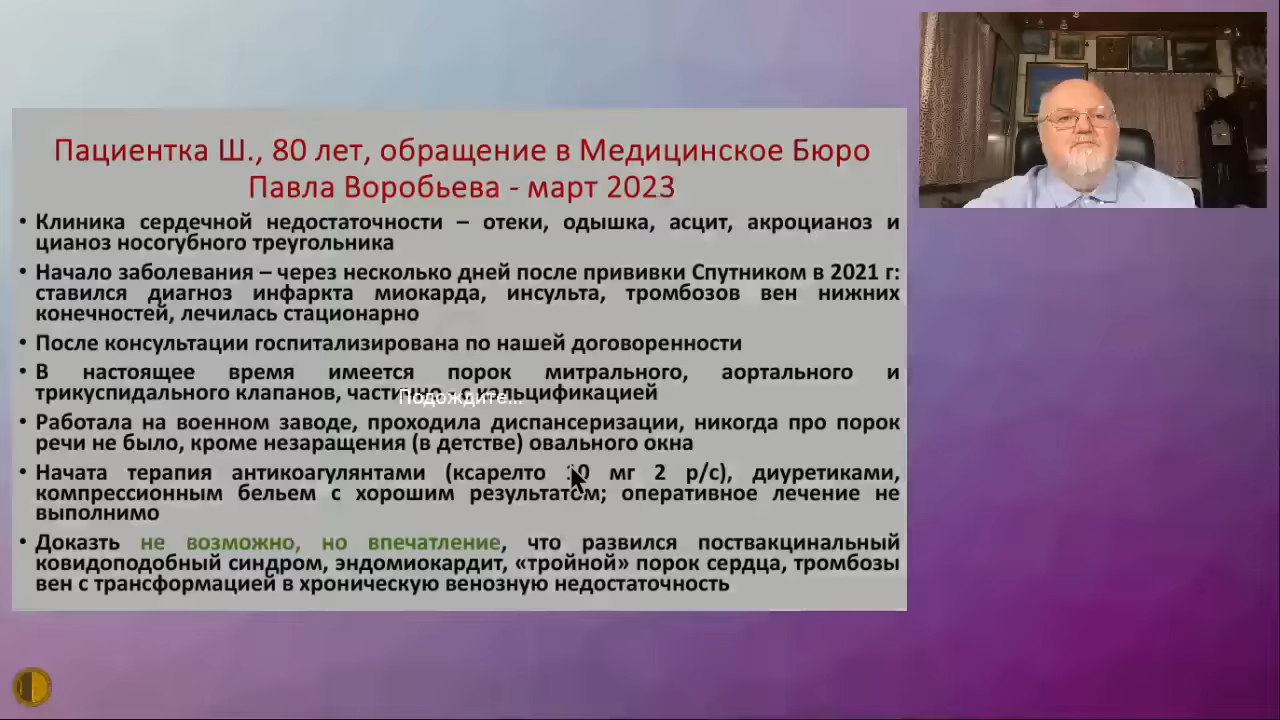 Пациентка Ш., 80 лет, обращение в Медицинское Бюро
Павла Воробьева - март 2023
• Клиника сердечной недостаточности – отеки, одышка, асцит, акроцианоз и
цианоз носогубного треугольника
• Начало заболевания – через несколько дней после прививки Спутником в 2021 г:
ставился диагноз инфаркта миокарда, инсульта, тромбозов вен нижних
конечностей, лечилась стационарно
• После консультации госпитализирована по нашей договоренности
• В настоящее время имеется порок митрального, аортального и
трикуспидального клапанов, частично с кальцификацией
Подождите...
• Работала на военном заводе, проходила диспансеризации, никогда про порок
речи не было, кроме незаращения (в детстве) овального окна
• Начата терапия антикоагулянтами (ксарелто мг 2 р/с), диуретиками,
компрессионным бельем с хорошим результатом; оперативное лечение не
выполнимо
• Доказть не возможно, но впечатление, что развился поствакцинальный
ковидоподобный синдром, эндомиокардит, «тройной» порок сердца, тромбозы
вен с трансформацией в хроническую венозную недостаточность